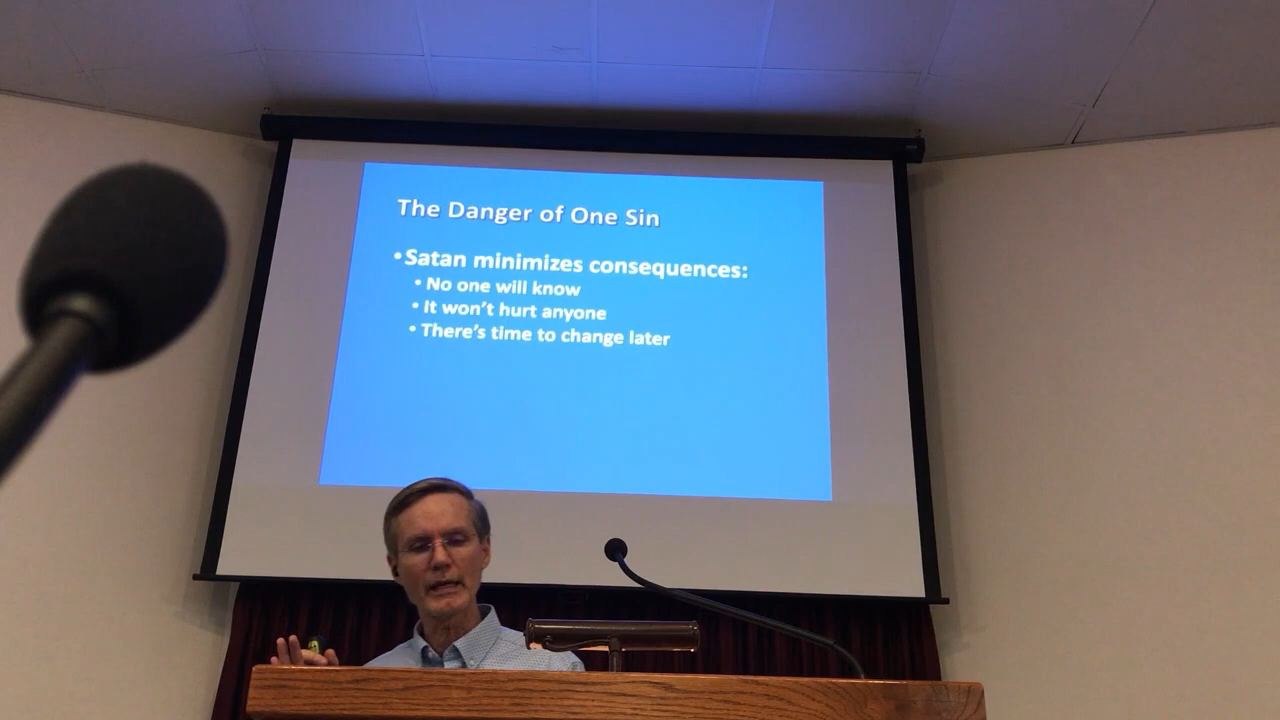 The Danger of One Sin
•Satan minimizes consequences:
• No one will know
• It won't hurt anyone
• There's time to change later